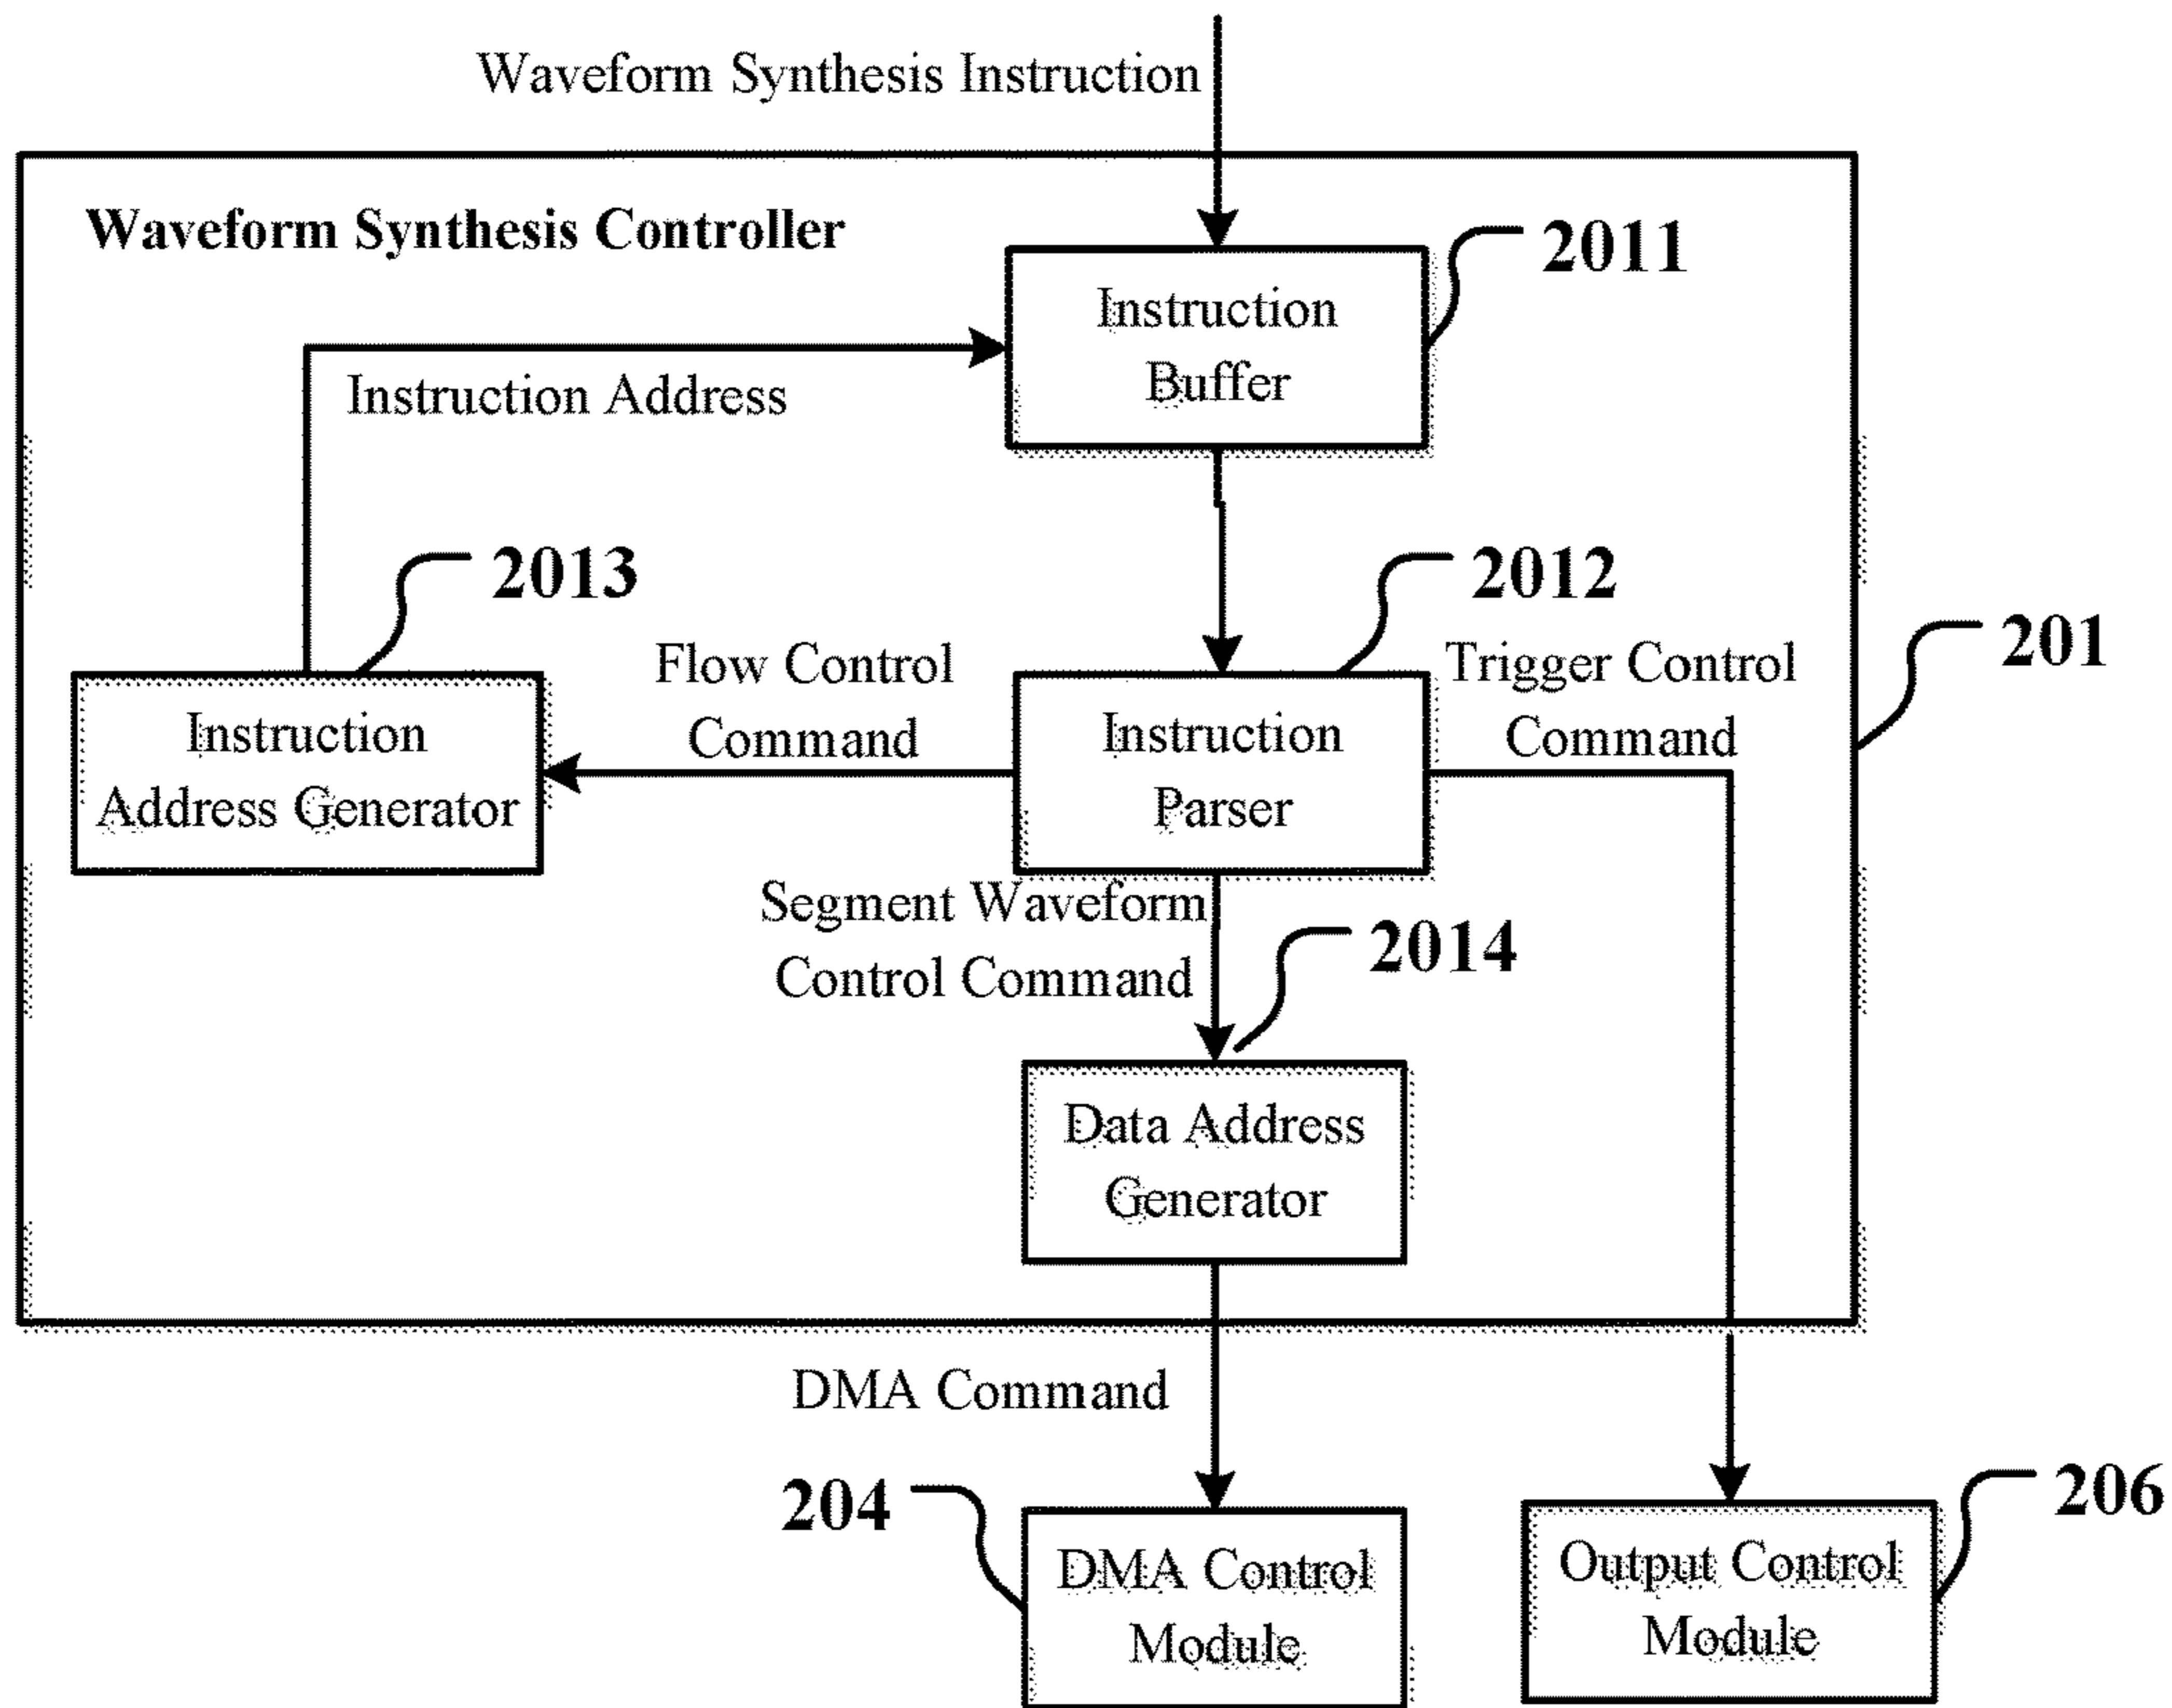 Waveform Synthesis Instruction
Waveform Synthesis Controller
2011
Instruction
Buffer
Instruction Address
2013
2012
201
Flow Control
Command
Trigger Control
Command
Instruction
Address Generator
Instruction
Parser
Segment Waveform
Control Command
2014
Data Address
Generator
DMA Command
204
206
DMA Control
Module
Output Control
Module